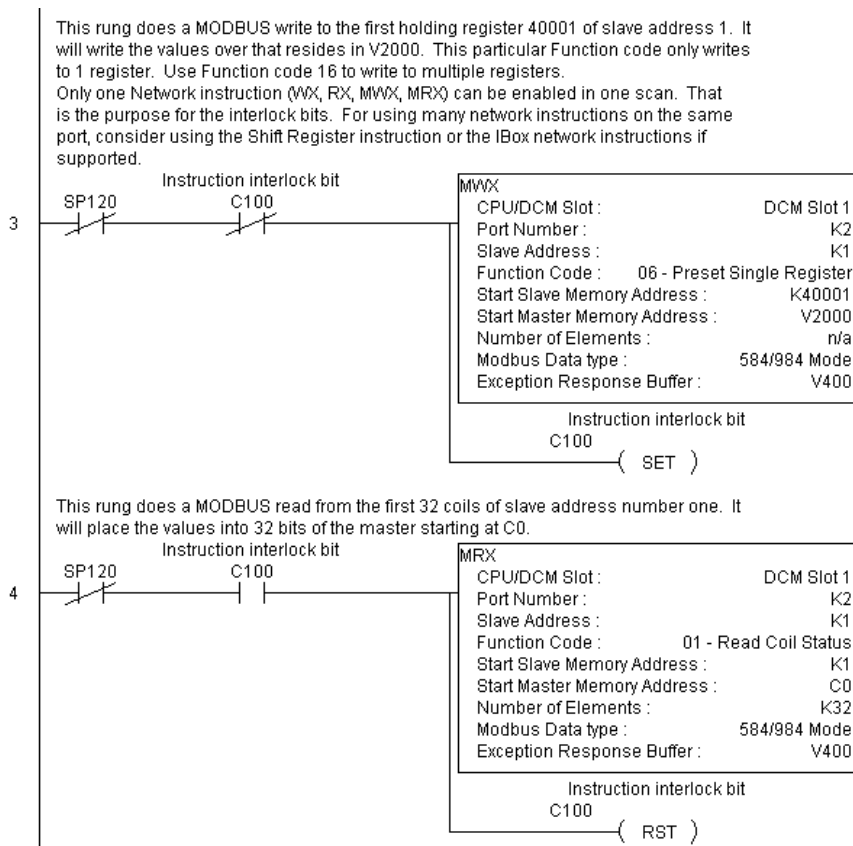 This rung does a MODBUS write to the first holding register 40001 of slave address 1.  It
will write the values over that resides in V2000.  This particular Function code only writes
to 1 register.  Use Function code 16 to write to multiple registers.
Only one Network instruction (WX, RX, MWX, MRX) can be enabled in one scan.  That
is the purpose for the interlock bits.  For using many network instructions on the same
port, consider using the Shift Register instruction or the IBox network instructions if
supported.
Instruction interlock bit
SP120 C100
3
MWX
CPU/DCM Slot : DCM Slot 1
Port Number : K2
Slave Address : K1
Function Code : 06 - Preset Single Register
Start Slave Memory Address : K40001
Start Master Memory Address : V2000
Number of Elements : n/a
Modbus Data type : 584/984 Mode
Exception Response Buffer : V400
Instruction interlock bit
C100
( SET )
This rung does a MODBUS read from the first 32 coils of slave address number one.  It
will place the values into 32 bits of the master starting at C0.
Instruction interlock bit
SP120 C100
4
MRX
CPU/DCM Slot : DCM Slot 1
Port Number : K2
Slave Address : K1
Function Code : 01 - Read Coil Status
Start Slave Memory Address : K1
Start Master Memory Address : C0
Number of Elements : K32
Modbus Data type : 584/984 Mode
Exception Response Buffer : V400
Instruction interlock bit
C100
( RST )